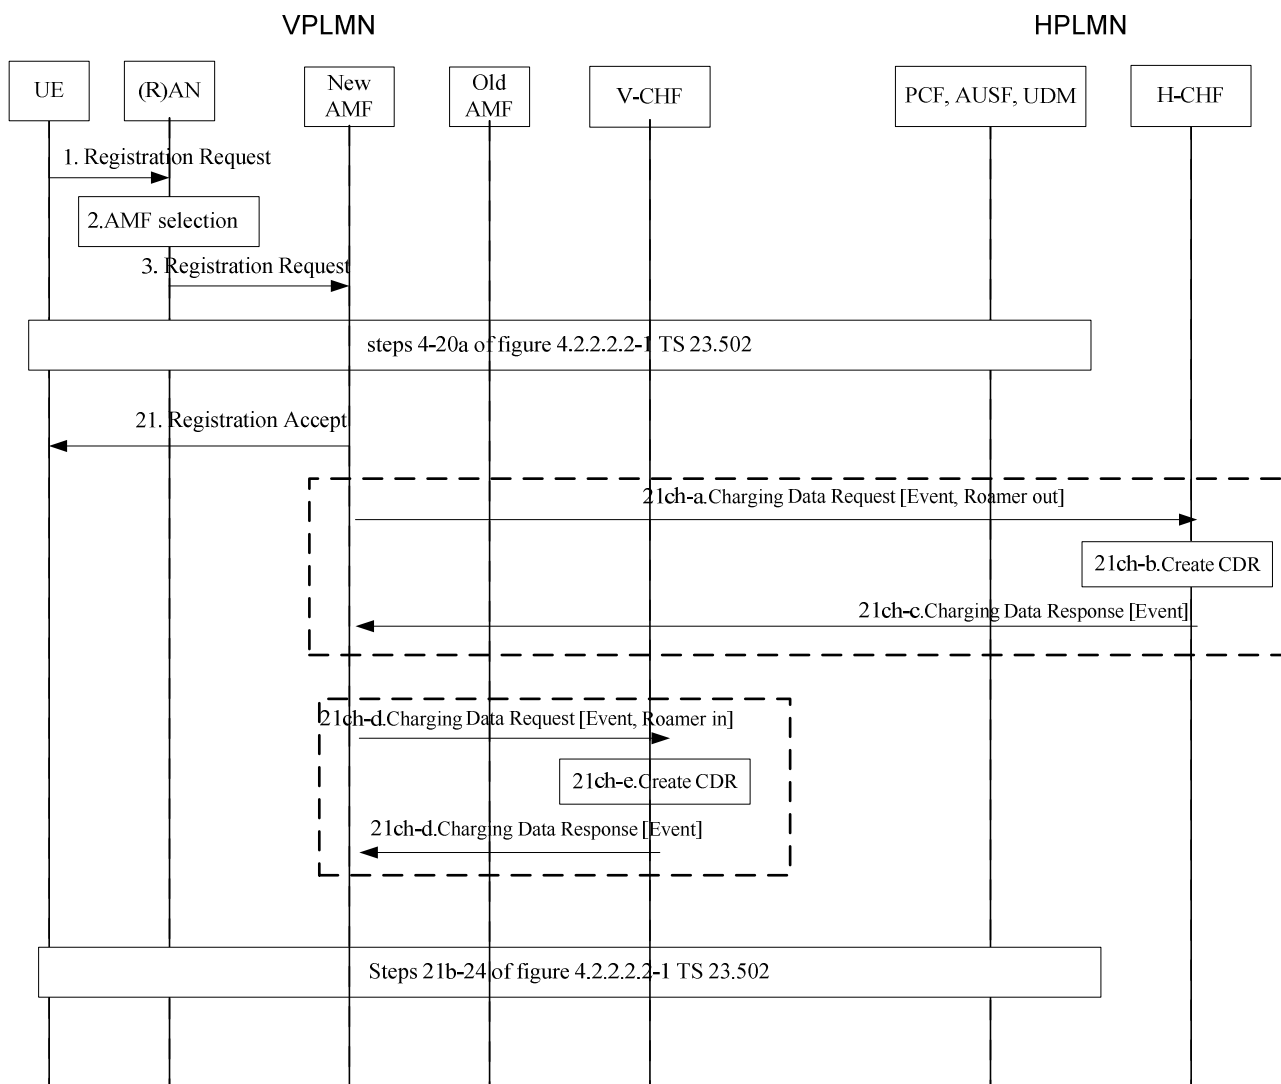 VPLMN
HPLMN
UE
(R)AN
New
AMF
Old
AMF
V-CHF
PCF, AUSF, UDM
H-CHF
1. Registration Request
2.AMF selection
3. Registration Request
steps 4-20a of figure 4.2.2.2.2-1 TS 23.502
21. Registration Accept
21ch-a.Charging Data Request [Event, Roamer out]
21ch-b.Create CDR
21ch-c.Charging Data Response [Event]
21ch-d.Charging Data Request [Event, Roamer in]
21ch-e.Create CDR
21ch-d.Charging Data Response [Event]
Steps 21b-24 of figure 4.2.2.2.2-1 TS 23.502